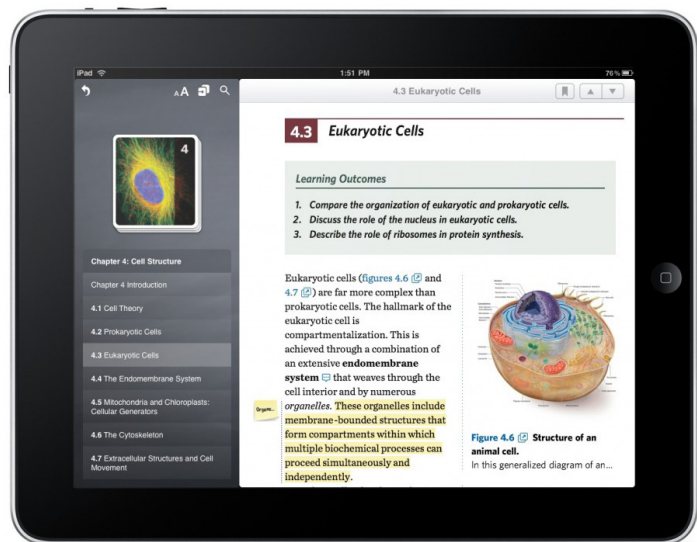 iPad
1:51 PM
76%
AA
4
Chapter 4: Cell Structure
Chapter 4 Introduction
4.1 Cell Theory
4.2 Prokaryotic Cells
4.3 Eukaryotic Cells
4.4 The Endomembrane System
4.5 Mitochondria and Chloroplasts:
Cellular Generators
4.6 The Cytoskeleton
4.7 Extracellular Structures and Cell
Movement
4.3 Eukaryotic Cells
4.3 Eukaryotic Cells
Learning Outcomes
1. Compare the organization of eukaryotic and prokaryotic cells.
2. Discuss the role of the nucleus in eukaryotic cells.
3. Describe the role of ribosomes in protein synthesis.
Eukaryotic cells (figures 4.6 and
4.7) are far more complex than
prokaryotic cells. The hallmark of the
eukaryotic cell is
compartmentalization. This is
achieved through a combination of
an extensive endomembrane
system that weaves through the
cell interior and by numerous
organelles. These organelles include
membrane-bounded structures that
form compartments within which
multiple biochemical processes can
proceed simultaneously and
independently.
Figure 4.6 Structure of an
animal cell.
In this generalized diagram of an...